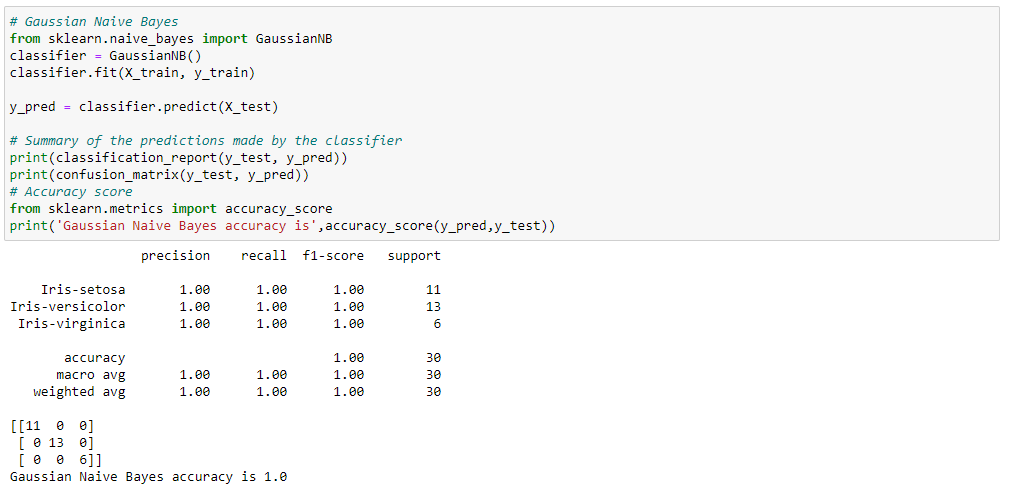 # Gaussian Naive Bayes
from sklearn.naive_bayes import GaussianNB
classifier = GaussianNB()
classifier.fit(X_train, y_train)
y_pred = classifier.predict(X_test)
# Summary of the predictions made by the classifier
print(classification_report(y_test, y_pred))
print(confusion_matrix(y_test, y_pred))
# Accuracy score
from sklearn.metrics import accuracy_score
print('Gaussian Naive Bayes accuracy is',accuracy_score(y_pred,y_test))
precision recall f1-score support
Iris-setosa 1.00 1.00 1.00 11
Iris-versicolor 1.00 1.00 1.00 13
Iris-virginica 1.00 1.00 1.00 6
accuracy 1.00 30
macro avg 1.00 1.00 1.00 30
weighted avg 1.00 1.00 1.00 30
[[11 0 0]
[ 0 13 0]
[ 0 0 6]]
Gaussian Naive Bayes accuracy is 1.0